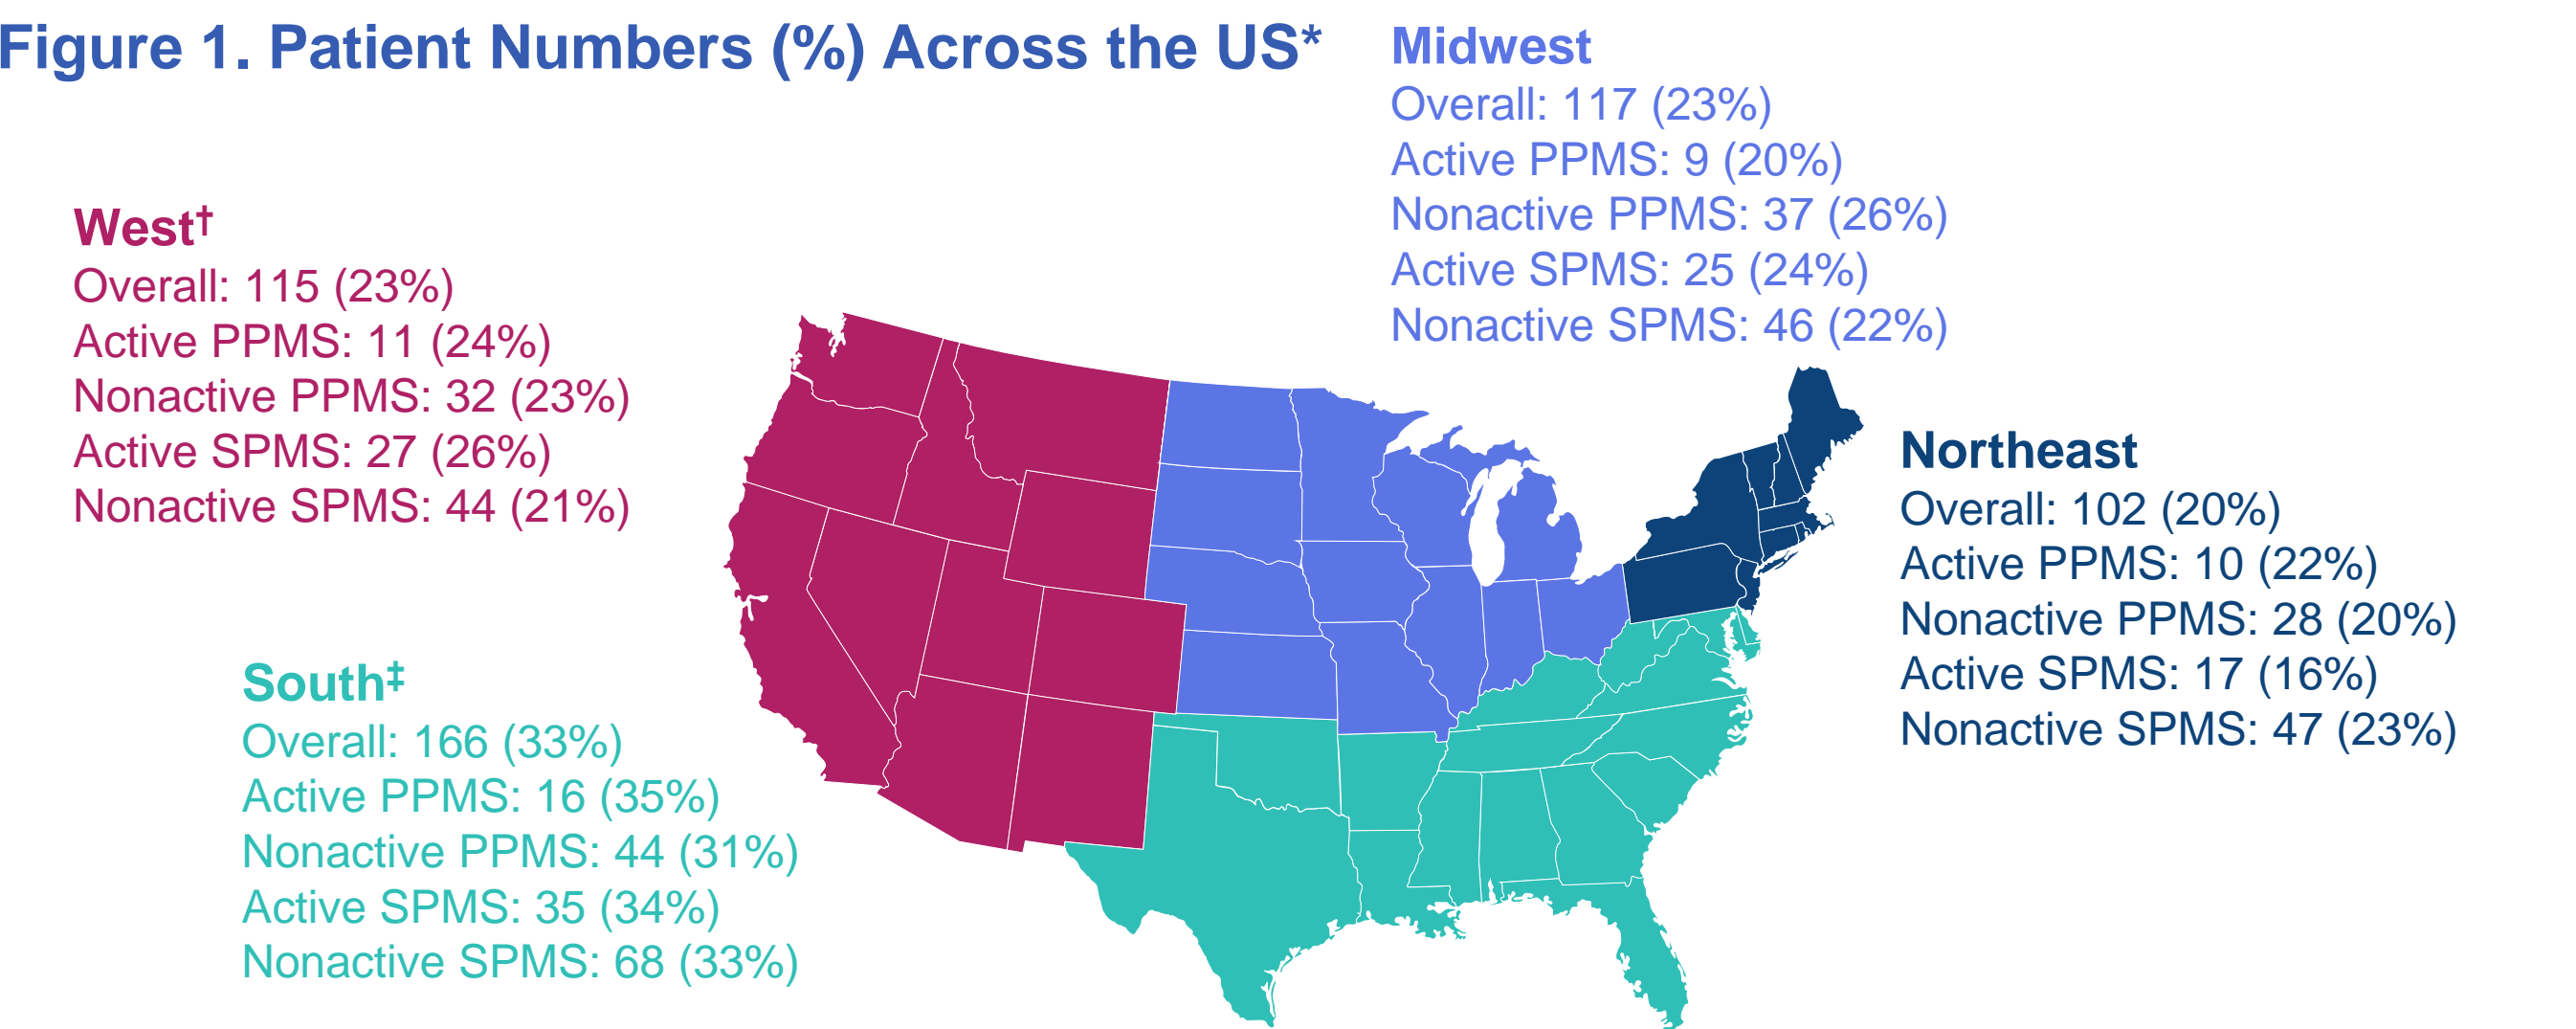 Figure 1. Patient Numbers (%) Across the US*
Midwest
Overall: 117 (23%)
Active PPMS: 9 (20%)
Nonactive PPMS: 37 (26%)
Active SPMS: 25 (24%)
Nonactive SPMS: 46 (22%)
West†
Overall: 115 (23%)
Active PPMS: 11 (24%)
Nonactive PPMS: 32 (23%)
Active SPMS: 27 (26%)
Nonactive SPMS: 44 (21%)
Northeast
Overall: 102 (20%)
Active PPMS: 10 (22%)
Nonactive PPMS: 28 (20%)
Active SPMS: 17 (16%)
Nonactive SPMS: 47 (23%)
South‡
Overall: 166 (33%)
Active PPMS: 16 (35%)
Nonactive PPMS: 44 (31%)
Active SPMS: 35 (34%)
Nonactive SPMS: 68 (33%)